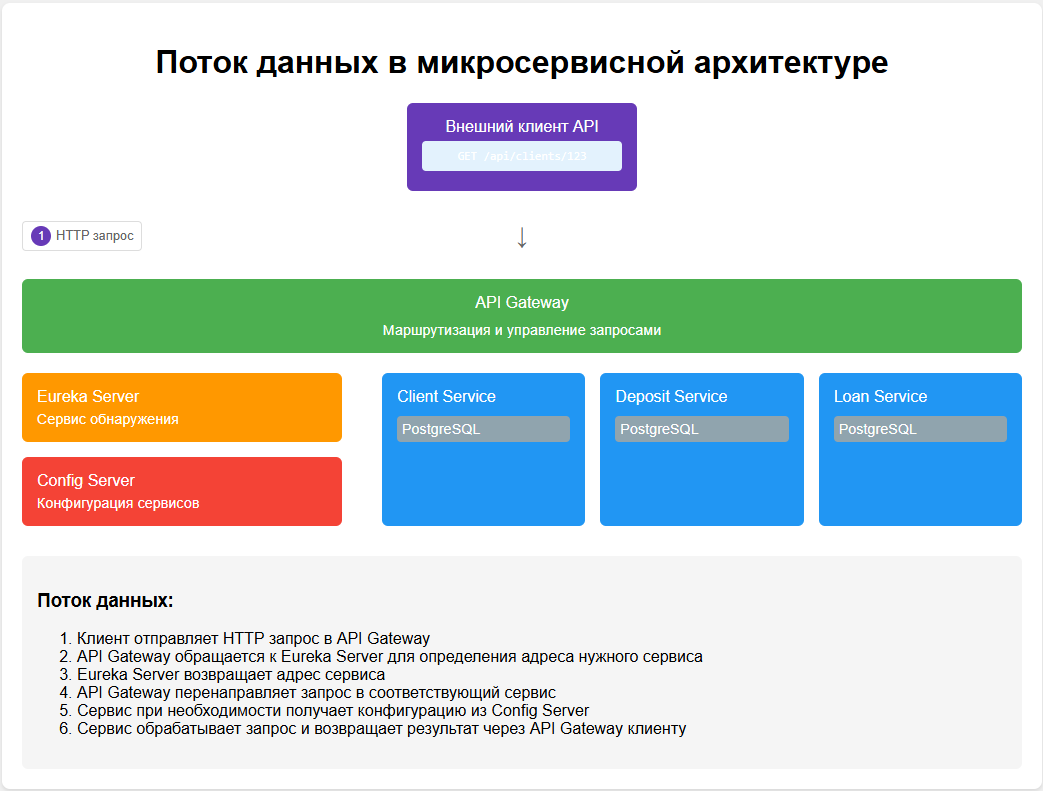 Поток данных в микросервисной архитектуре
Внешний клиент API
GET /api/clients/123
1 HTTP запрос
↓
API Gateway
Маршрутизация и управление запросами
Eureka Server
Сервис обнаружения
Config Server
Конфигурация сервисов
Client Service
PostgreSQL
Deposit Service
PostgreSQL
Loan Service
PostgreSQL
Поток данных:
1. Клиент отправляет HTTP запрос в API Gateway
2. API Gateway обращается к Eureka Server для определения адреса нужного сервиса
3. Eureka Server возвращает адрес сервиса
4. API Gateway перенаправляет запрос в соответствующий сервис
5. Сервис при необходимости получает конфигурацию из Config Server
6. Сервис обрабатывает запрос и возвращает результат через API Gateway клиенту